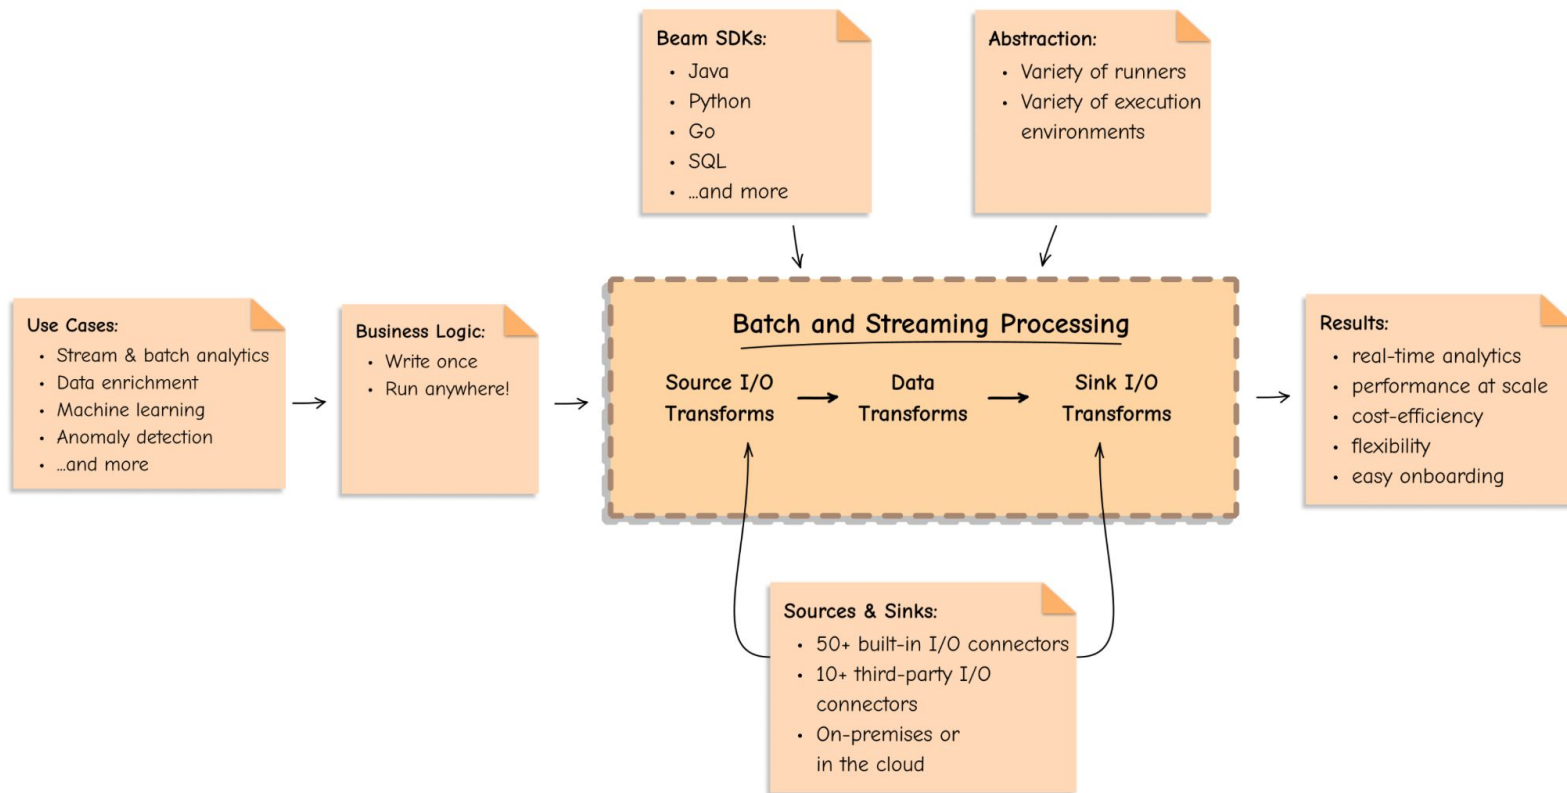 Beam SDKs:
• Java
• Python
• Go
• SQL
• ...and more
Abstraction:
• Variety of runners
• Variety of execution
environments
Use Cases:
• Stream & batch analytics
• Data enrichment
• Machine learning
• Anomaly detection
• ...and more
Business Logic:
• Write once
• Run anywhere!
Batch and Streaming Processing
Source I/O
Transforms
Data
Transforms
Sink I/O
Transforms
Results:
• real-time analytics
• performance at scale
• cost-efficiency
• flexibility
• easy onboarding
Sources & Sinks:
• 50+ built-in I/O connectors
• 10+ third-party I/O
connectors
• On-premises or
in the cloud